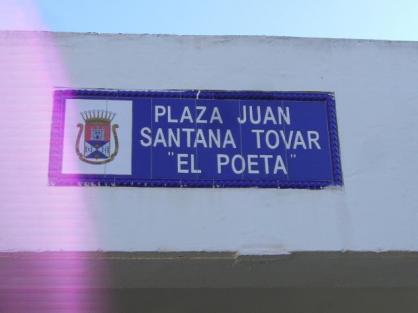 PLAZA JUAN
SANTANA TOVAR
"EL POETA"